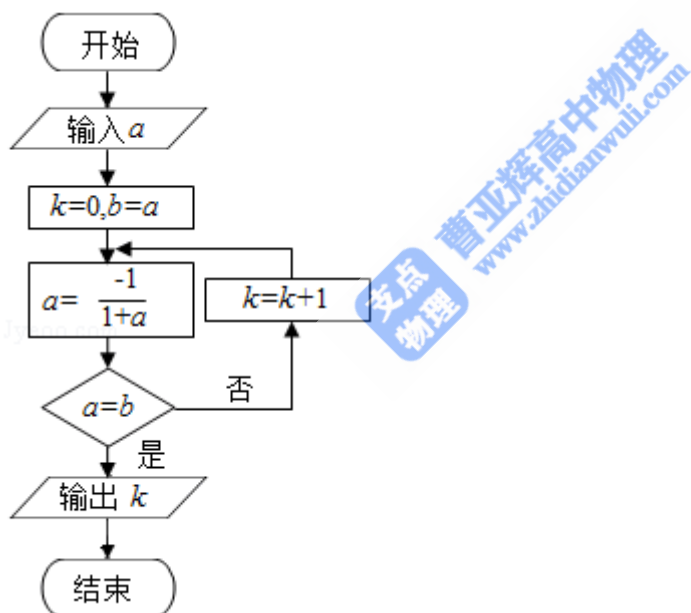 开始
输入a
k=0,b=a
a= -1
1+a
k=k+1
a=b
否
是
输出 k
结束
支点
物理
曹亚辉高中物理
www.zhidianwuli.com